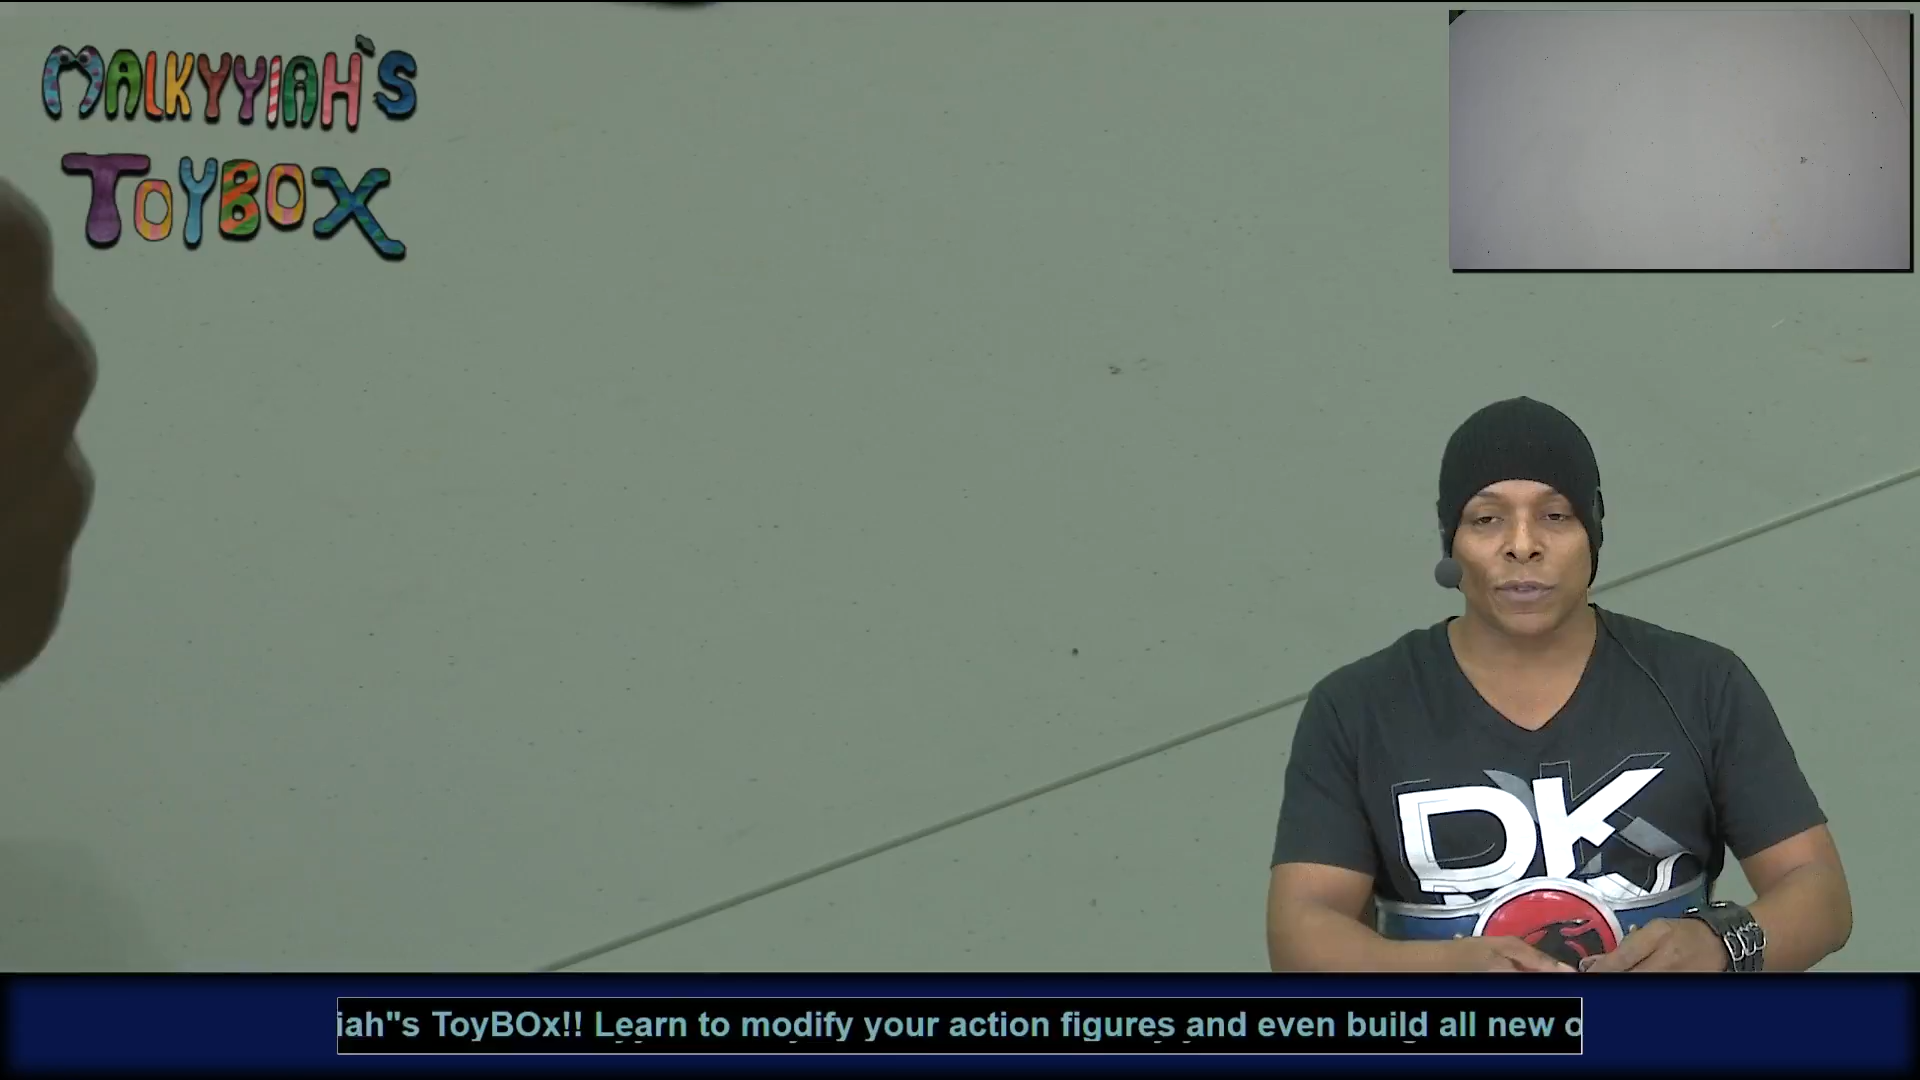 MALKYYIAH`S
TOYBOX
DK
iah"s ToyBOx!! Learn to modify your action figures and even build all new o